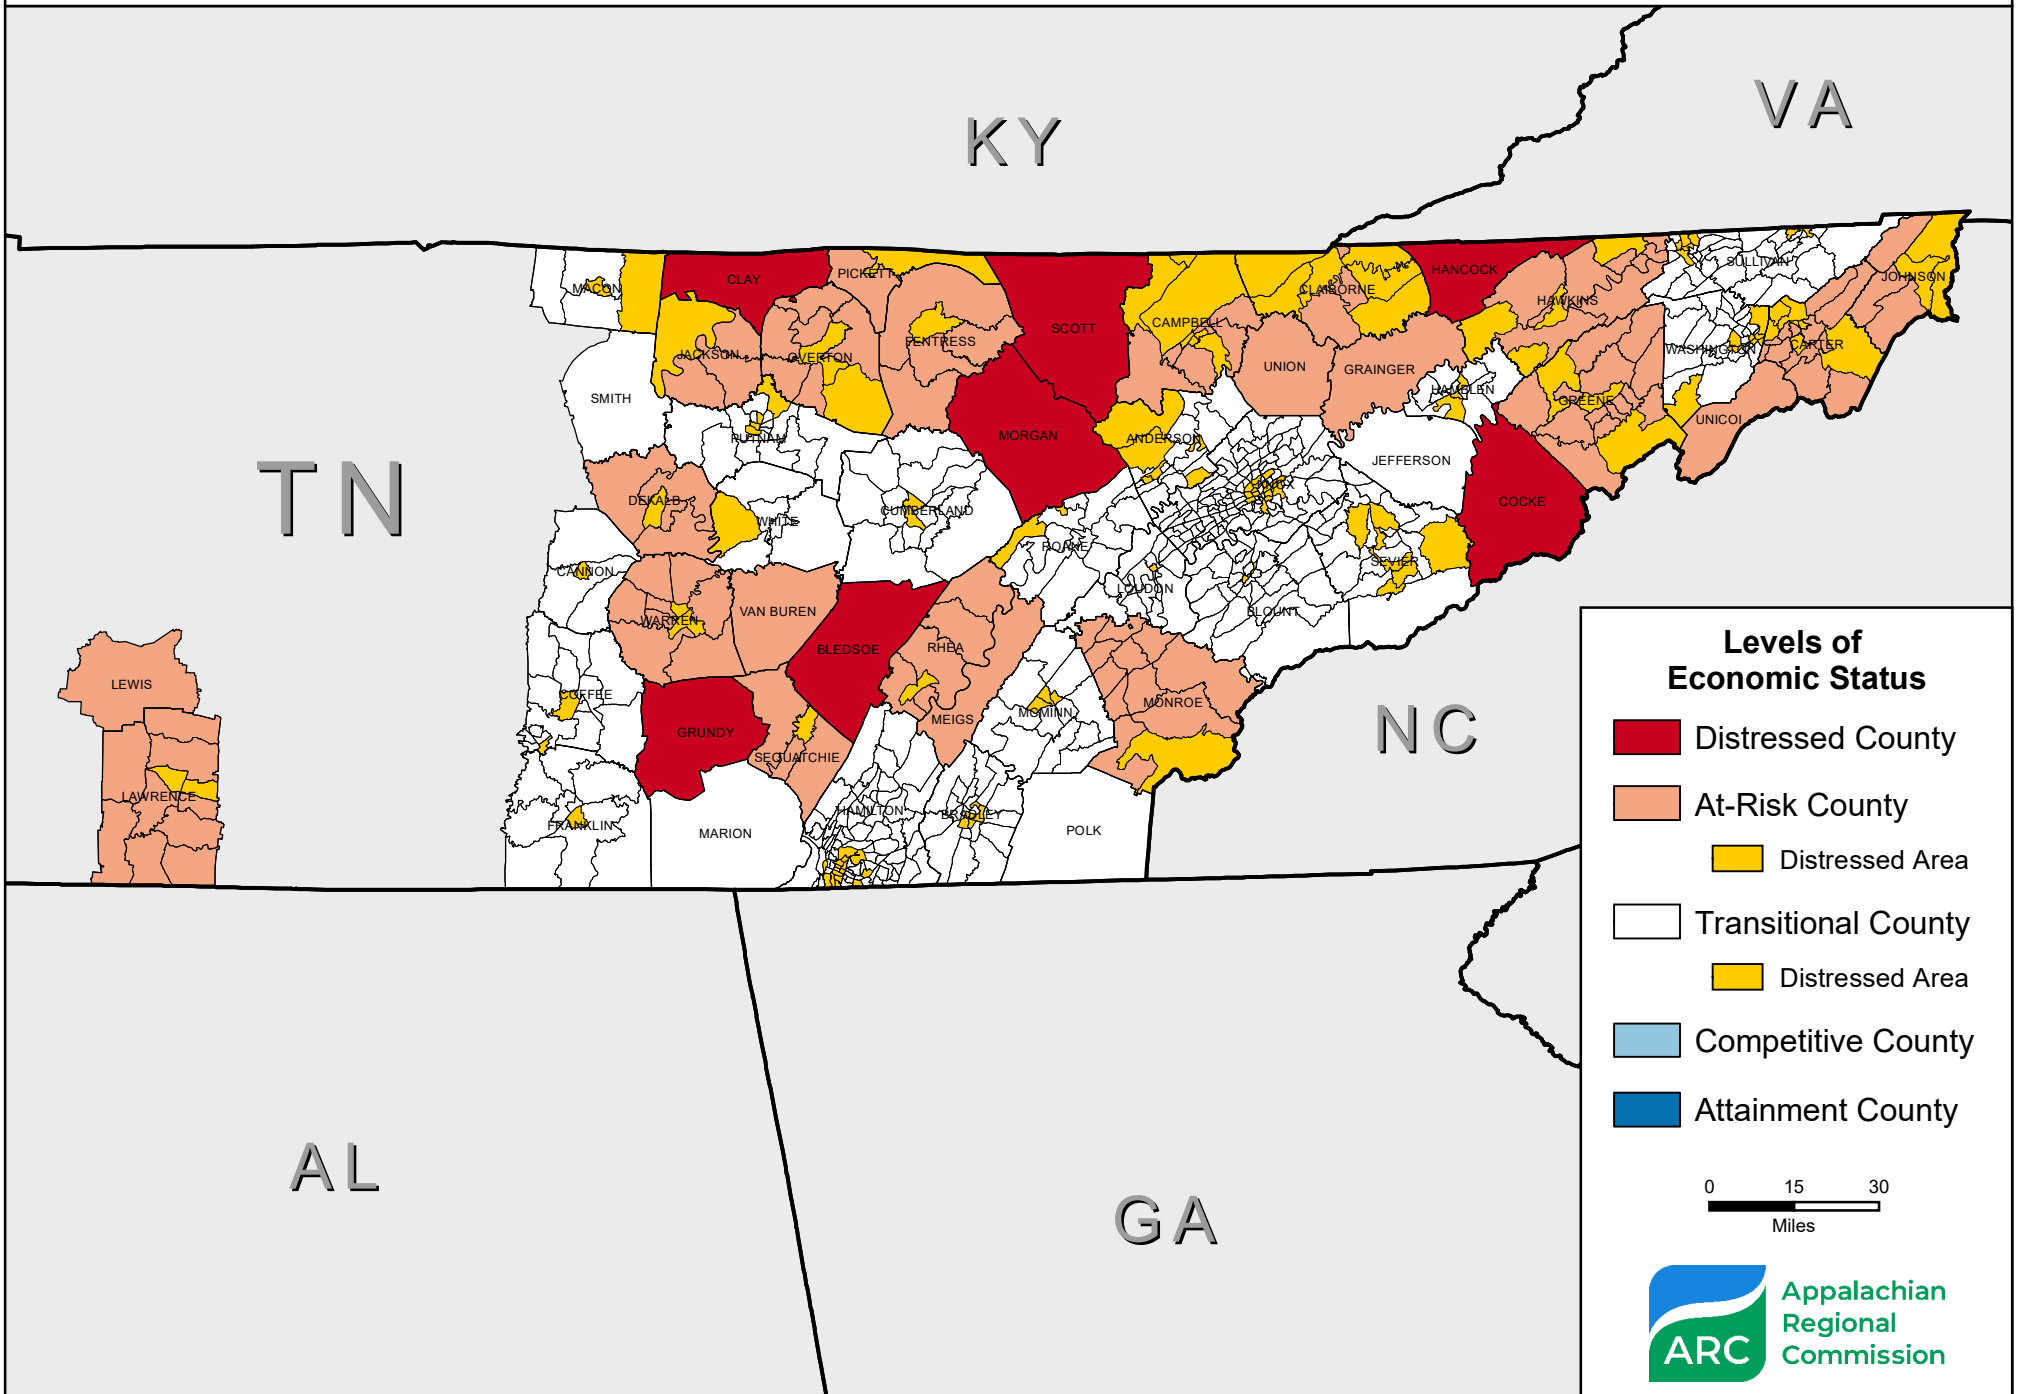 KY
VA
TN
NC
AL
GA
MACON
CLAY
PICKETT
SCOTT
CAMPBELL
CLAIBORNE
HANCOCK
HAWKINS
SULLIVAN
JOHNSON
JACKSON
OVERTON
FENTRESS
UNION
GRAINGER
HAMBLEN
GREENE
WASHINGTON
CARTER
UNICOI
SMITH
PUTNAM
MORGAN
ANDERSON
KNOX
JEFFERSON
COCKE
DEKALB
WHITE
CUMBERLAND
ROANE
LOUDON
BLOUNT
SEVIER
CANNON
WARREN
VAN BUREN
BLEDSOE
RHEA
MEIGS
MCMINN
MONROE
LEWIS
LAWRENCE
COFFEE
GRUNDY
SEQUATCHIE
FRANKLIN
MARION
HAMILTON
BRADLEY
POLK
Levels of
Economic Status
Distressed County
At-Risk County
Distressed Area
Transitional County
Distressed Area
Competitive County
Attainment County
0 15 30
Miles
ARC
Appalachian
Regional
Commission